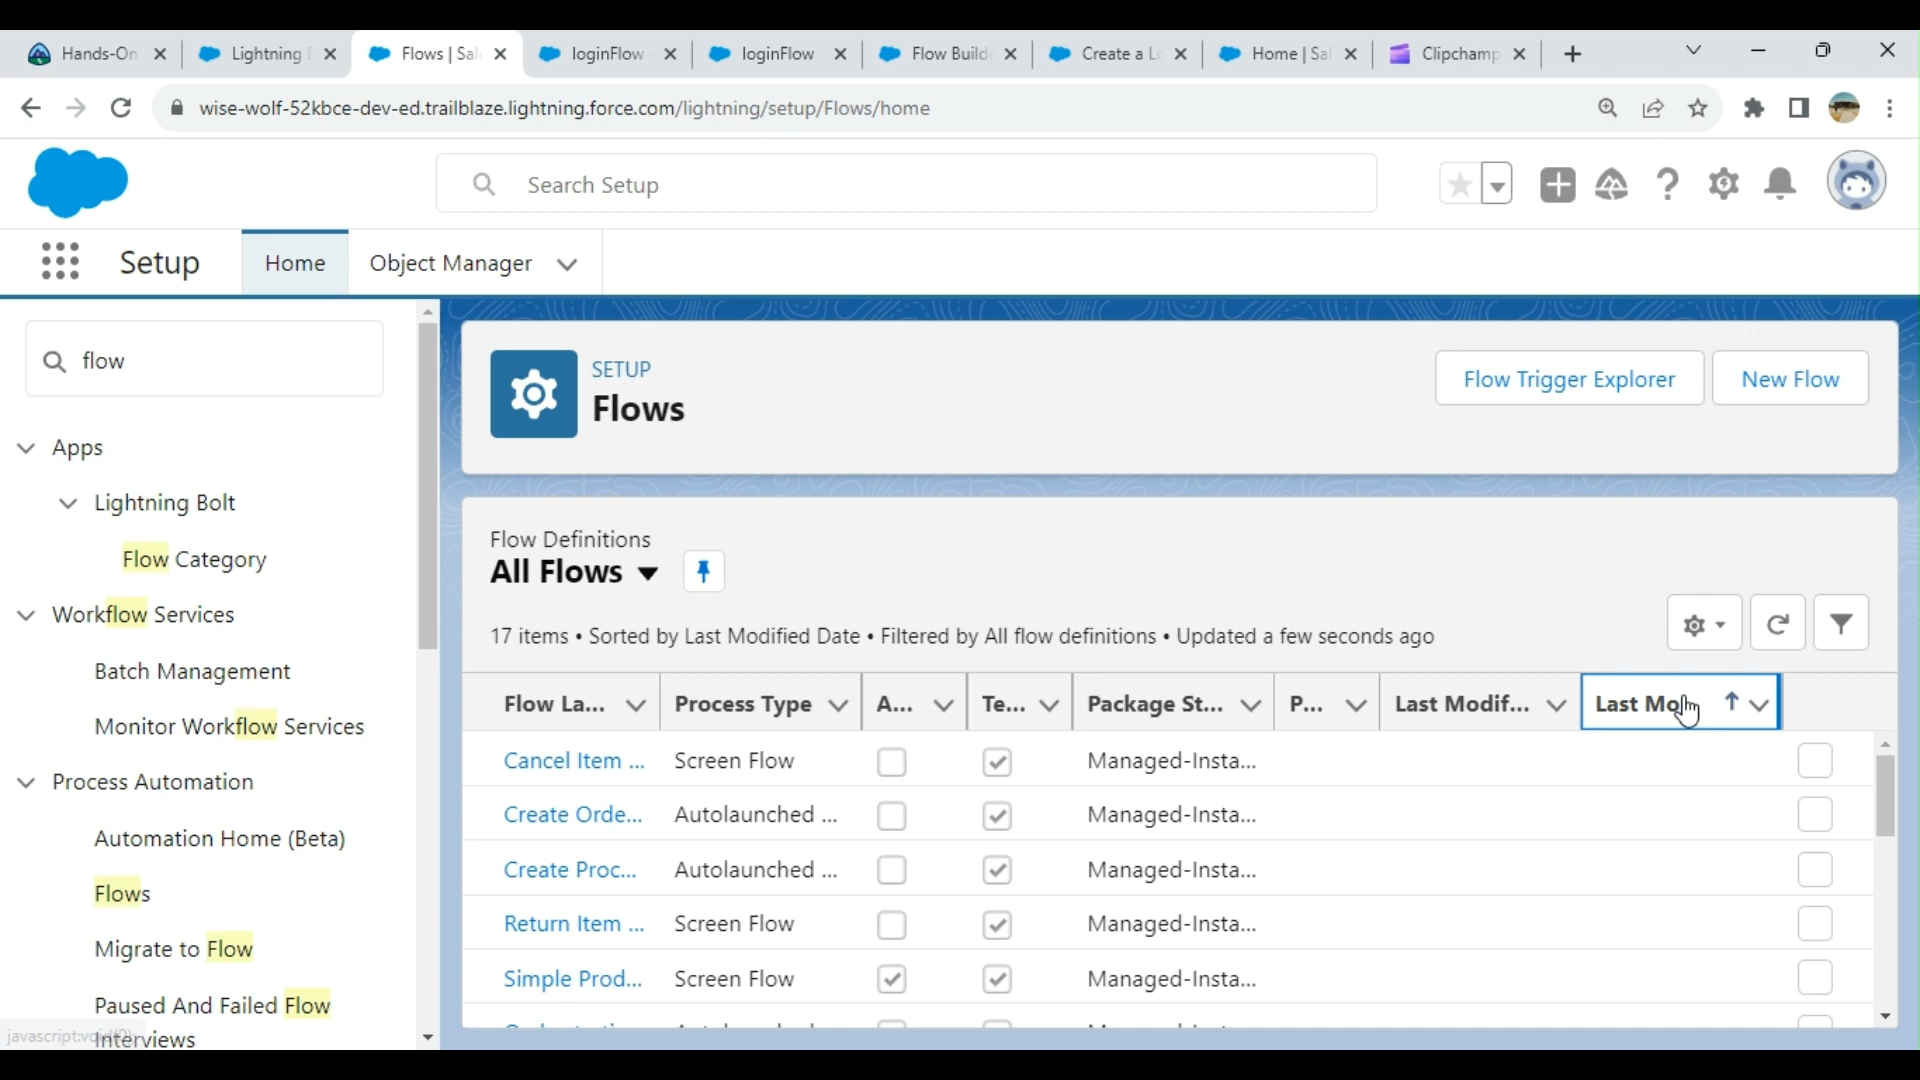 Hands-On
Lightning E
Flows | Sal
loginFlow -
loginFlow
Flow Build
Create a Lo
Home | Sal
Clipchamp
wise-wolf-52kbce-dev-ed.trailblaze.lightning.force.com/lightning/setup/Flows/home
Search Setup
Setup
Home
Object Manager
flow
Apps
Lightning Bolt
Flow Category
Workflow Services
Batch Management
Monitor Workflow Services
Process Automation
Automation Home (Beta)
Flows
Migrate to Flow
Paused And Failed Flow
Interviews
javascript:void(0);
SETUP
Flows
Flow Trigger Explorer
New Flow
Flow Definitions
All Flows
17 items • Sorted by Last Modified Date • Filtered by All flow definitions • Updated a few seconds ago
Flow La... Process Type A... Te... Package St... P... Last Modif... Last Mo
Cancel Item ... Screen Flow Managed-Insta...
Create Orde... Autolaunched ... Managed-Insta...
Create Proc... Autolaunched ... Managed-Insta...
Return Item ... Screen Flow Managed-Insta...
Simple Prod... Screen Flow Managed-Insta...